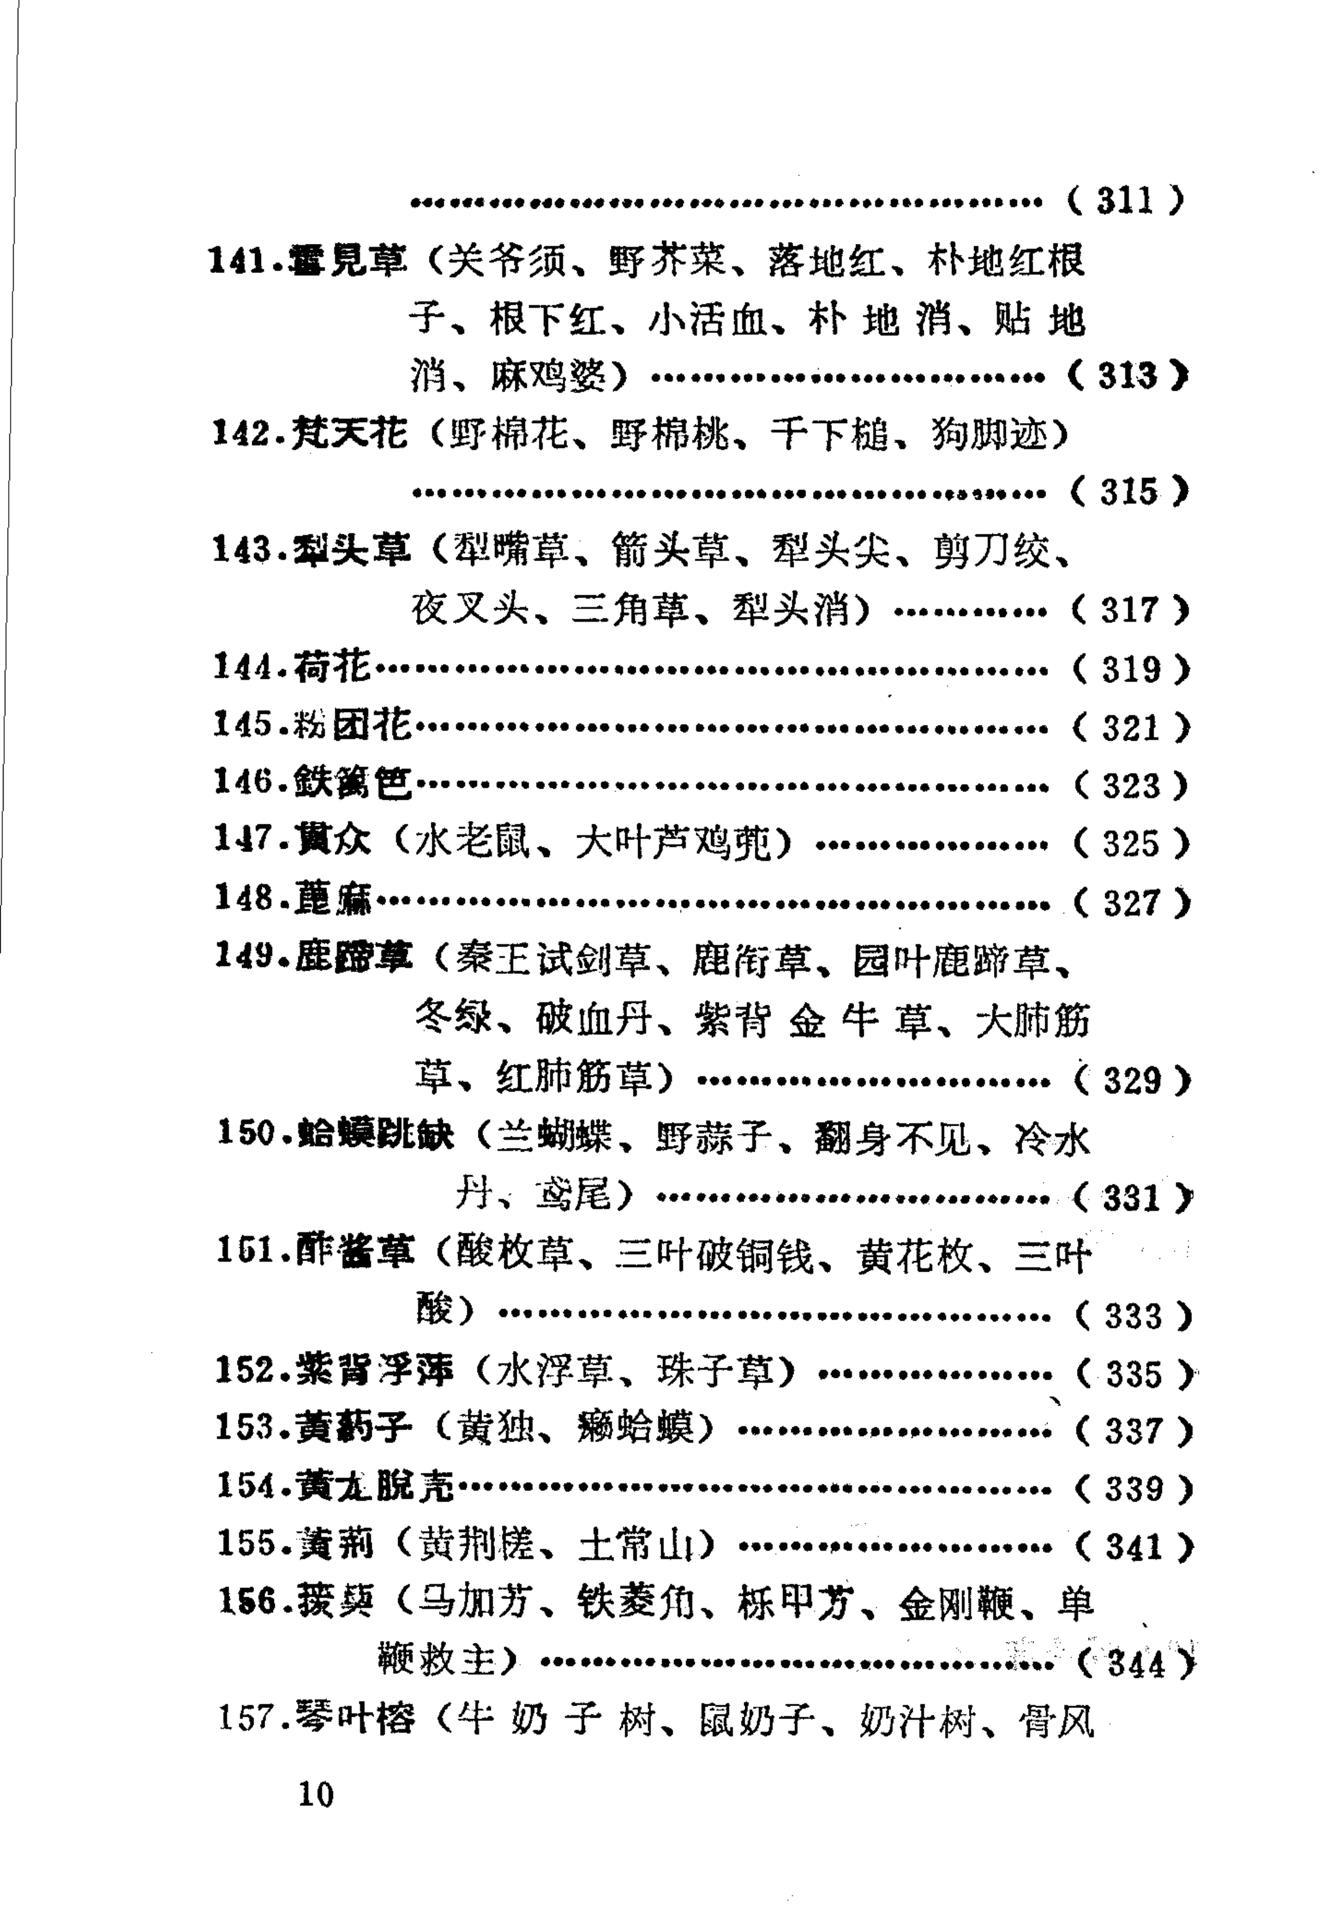 ……………………………………（311）
141.雪見草（关爷须、野芥菜、落地红、朴地红根
子、根下红、小活血、朴地消、贴地
消、麻鸡婆）………………………（313）
142.梵天花（野棉花、野棉桃、千下槌、狗脚迹）
……………………………………（315）
143.犁头草（犁嘴草、箭头草、犁头尖、剪刀绞、
夜叉头、三角草、犁头消）…………（317）
144.荷花……………………………………（319）
145.粉团花…………………………………（321）
146.鉄篱笆…………………………………（323）
147.貫众（水老鼠、大叶芦鸡蔸）……………（325）
148.蓖麻……………………………………（327）
149.鹿蹄草（秦王试剑草、鹿衔草、园叶鹿蹄草、
冬绿、破血丹、紫背金牛草、大肺筋
草、红肺筋草）……………………（329）
150.蛤蟆跳缺（兰蝴蝶、野蒜子、翻身不见、冷水
丹、鸢尾）………………………（331）
151.酢酱草（酸枚草、三叶破铜钱、黄花枚、三叶
酸）…………………………………（333）
152.紫背浮萍（水浮草、珠子草）……………（335）
153.黄药子（黄独、癞蛤蟆）…………………（337）
154.黄龙脫壳…………………………………（339）
155.黄荊（黄荆槎、土常山）…………………（341）
156.菝葜（马加艻、铁菱角、栎甲艻、金刚鞭、单
鞭救主）……………………………（344）
157.琴叶榕（牛奶子树、鼠奶子、奶汁树、骨风
10